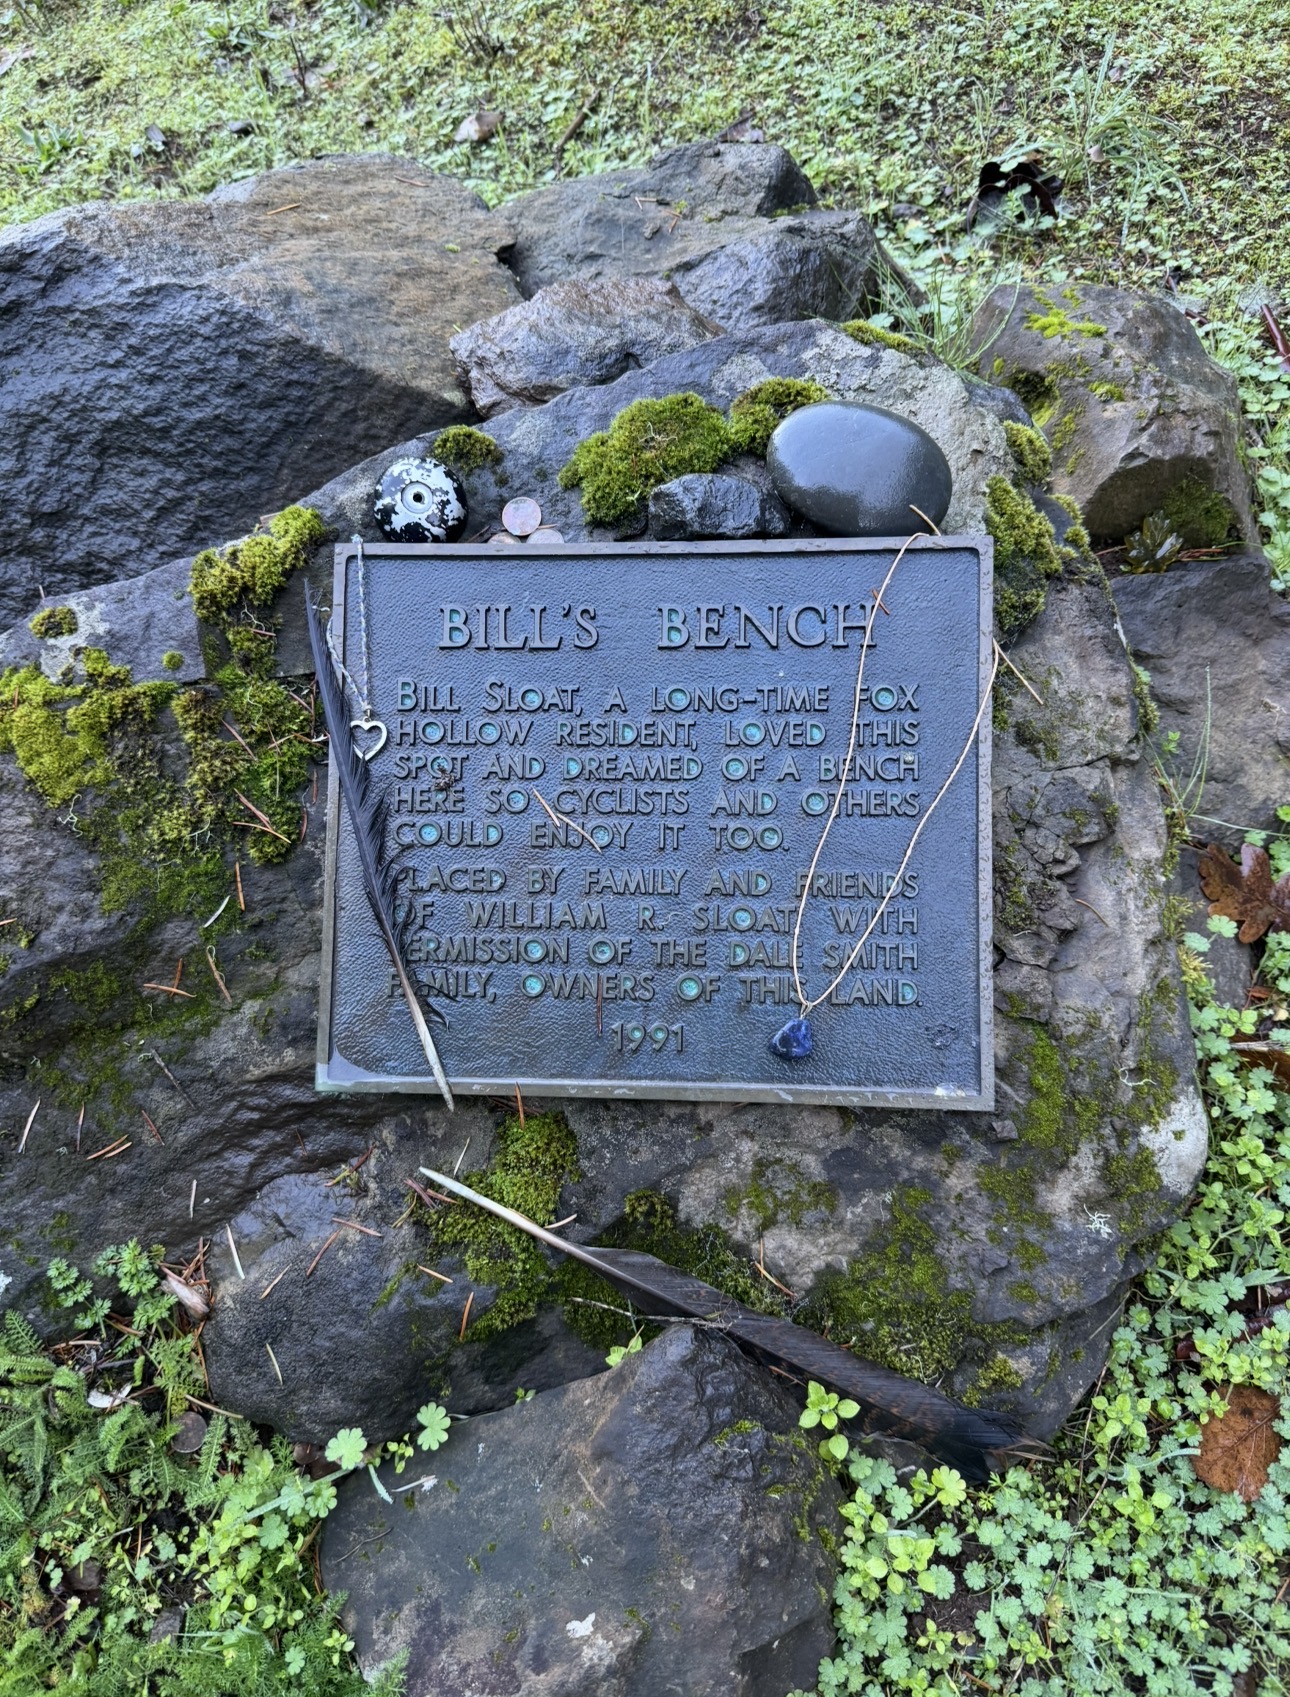 BILL'S BENCH
BILL SLOAT, A LONG-TIME FOX
HOLLOW RESIDENT, LOVED THIS
SPOT AND DREAMED OF A BENCH
HERE SO CYCLISTS AND OTHERS
COULD ENJOY IT TOO.
PLACED BY FAMILY AND FRIENDS
OF WILLIAM R. SLOAT WITH
PERMISSION OF THE DALE SMITH
FAMILY, OWNERS OF THIS LAND.
1991